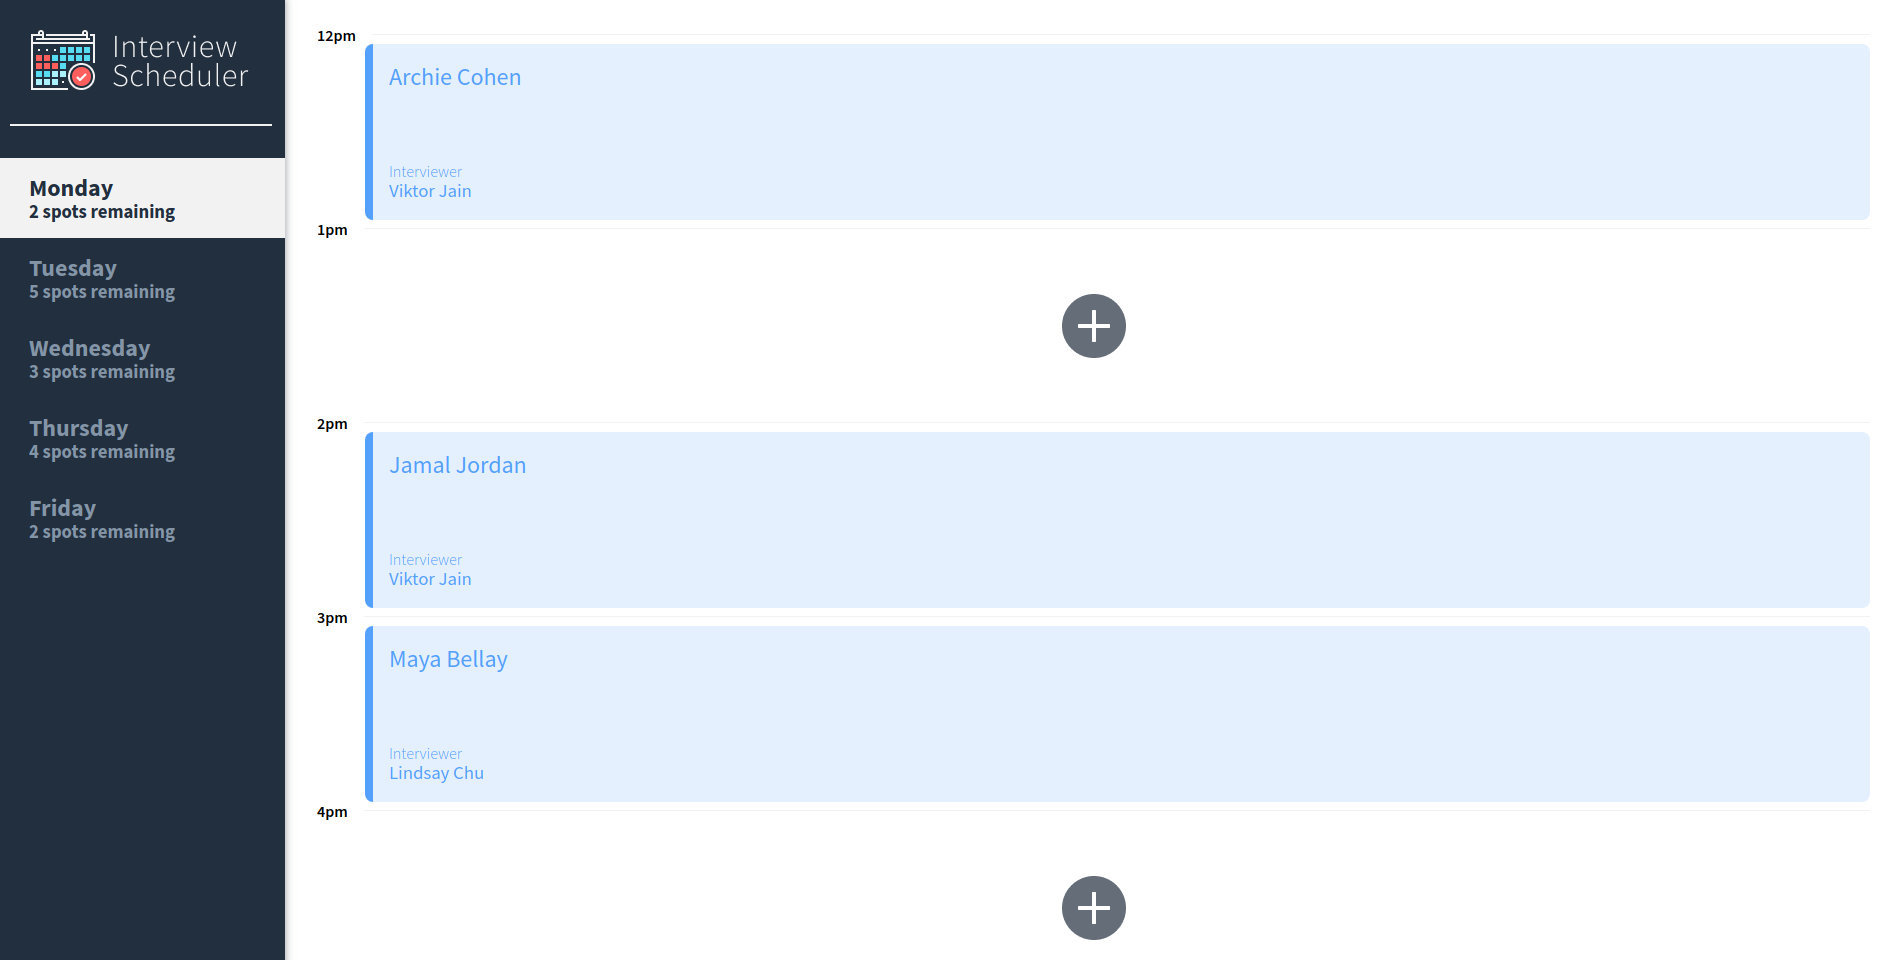 Interview
Scheduler
Monday
2 spots remaining
Tuesday
5 spots remaining
Wednesday
3 spots remaining
Thursday
4 spots remaining
Friday
2 spots remaining
12pm
Archie Cohen
Interviewer
Viktor Jain
1pm
2pm
Jamal Jordan
Interviewer
Viktor Jain
3pm
Maya Bellay
Interviewer
Lindsay Chu
4pm